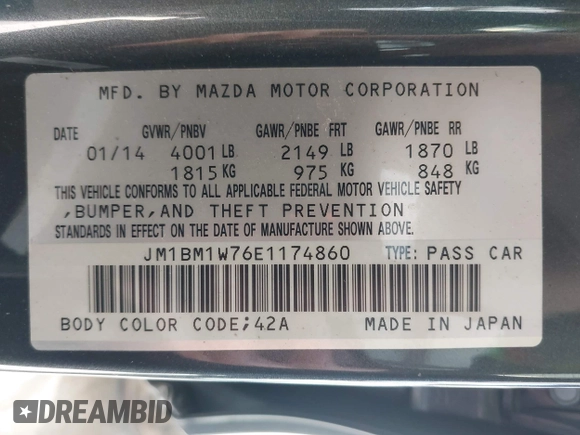 MFD. BY MAZDA MOTOR CORPORATION
DATE GVWR/PNBV GAWR/PNBE FRT GAWR/PNBE RR
01/14 4001 LB 2149 LB 1870 LB
1815 KG 975 KG 848 KG
THIS VEHICLE CONFORMS TO ALL APPLICABLE FEDERAL MOTOR VEHICLE SAFETY
,BUMPER,AND THEFT PREVENTION
STANDARDS IN EFFECT ON THE DATE OF MANUFACTURE SHOWN ABOVE.
JM1BM1W76E1174860 TYPE: PASS CAR
BODY COLOR CODE;42A MADE IN JAPAN
DREAMBID